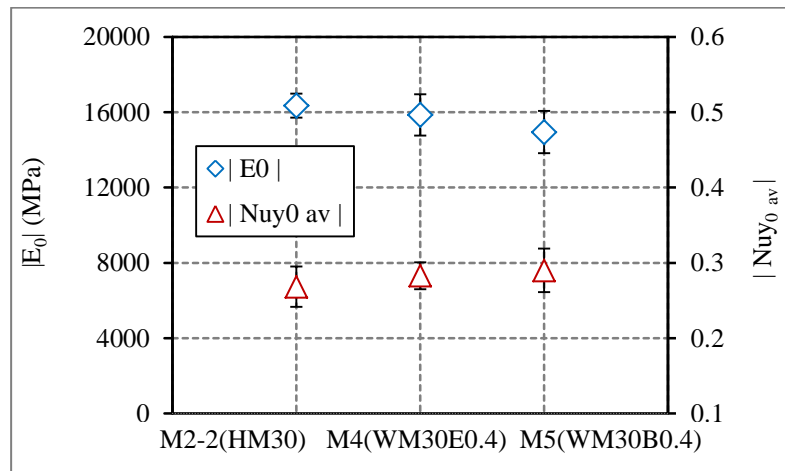 20000
16000
12000
8000
4000
0
|E₀| (MPa)
| E0 |
| Nuy0 av |
0.6
0.5
0.4
0.3
0.2
0.1
| Nuy₀ ₐᵥ |
M2-2(HM30) M4(WM30E0.4) M5(WM30B0.4)